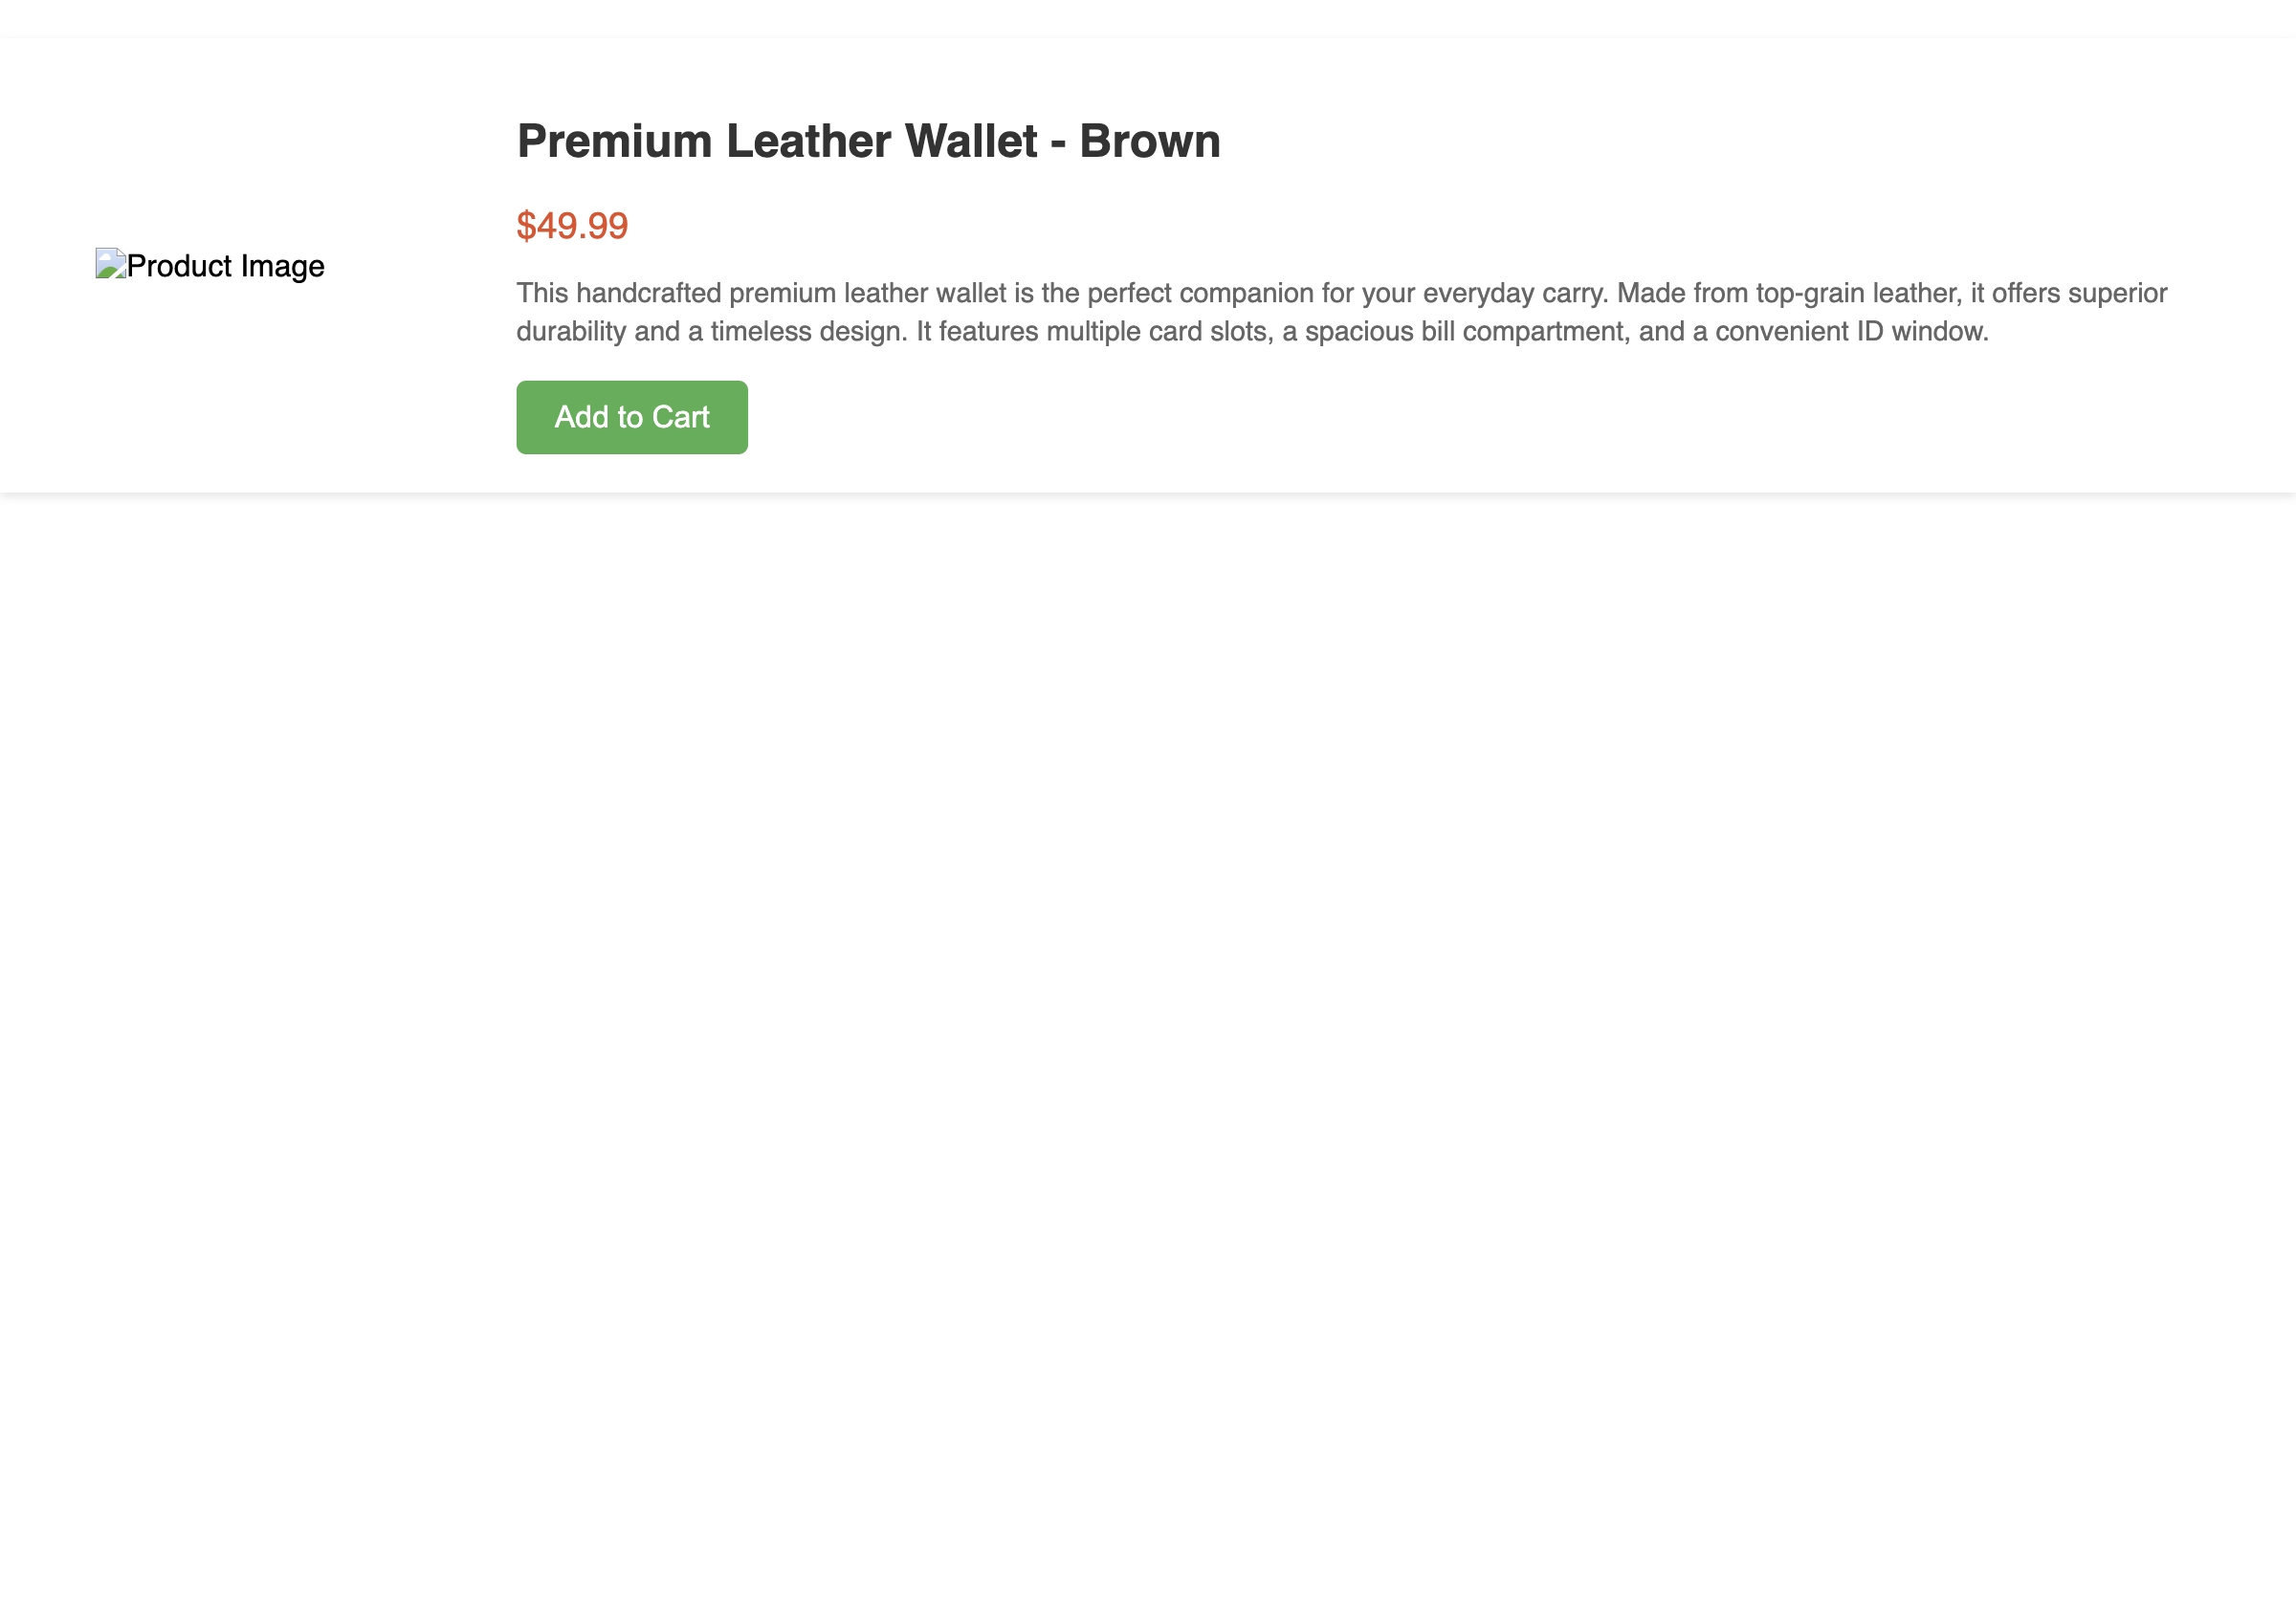 Premium Leather Wallet - Brown
$49.99
Product Image
This handcrafted premium leather wallet is the perfect companion for your everyday carry. Made from top-grain leather, it offers superior
durability and a timeless design. It features multiple card slots, a spacious bill compartment, and a convenient ID window.
Add to Cart